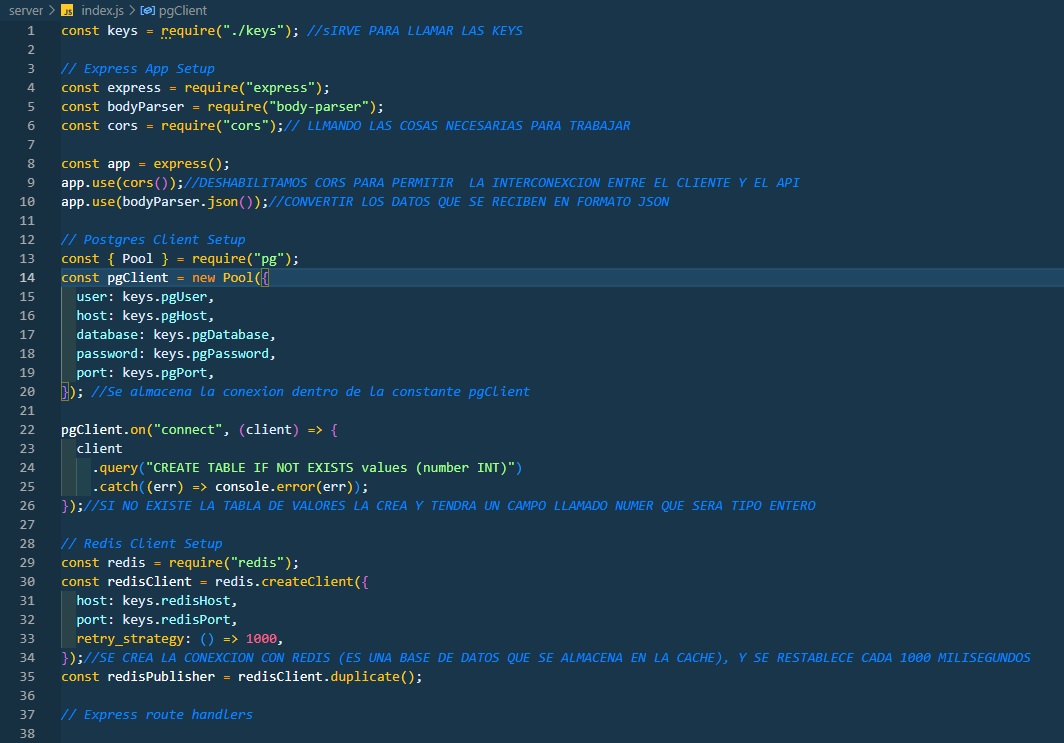 server > JS index.js > pgClient
1 const keys = require("./keys"); //sIRVE PARA LLAMAR LAS KEYS
2
3 // Express App Setup
4 const express = require("express");
5 const bodyParser = require("body-parser");
6 const cors = require("cors");// LLMANDO LAS COSAS NECESARIAS PARA TRABAJAR
7
8 const app = express();
9 app.use(cors());//DESHABILITAMOS CORS PARA PERMITIR  LA INTERCONEXCION ENTRE EL CLIENTE Y EL API
10 app.use(bodyParser.json());//CONVERTIR LOS DATOS QUE SE RECIBEN EN FORMATO JSON
11
12 // Postgres Client Setup
13 const { Pool } = require("pg");
14 const pgClient = new Pool({
15   user: keys.pgUser,
16   host: keys.pgHost,
17   database: keys.pgDatabase,
18   password: keys.pgPassword,
19   port: keys.pgPort,
20 }); //Se almacena la conexion dentro de la constante pgClient
21
22 pgClient.on("connect", (client) => {
23   client
24     .query("CREATE TABLE IF NOT EXISTS values (number INT)")
25     .catch((err) => console.error(err));
26 });//SI NO EXISTE LA TABLA DE VALORES LA CREA Y TENDRA UN CAMPO LLAMADO NUMER QUE SERA TIPO ENTERO
27
28 // Redis Client Setup
29 const redis = require("redis");
30 const redisClient = redis.createClient({
31   host: keys.redisHost,
32   port: keys.redisPort,
33   retry_strategy: () => 1000,
34 });//SE CREA LA CONEXCION CON REDIS (ES UNA BASE DE DATOS QUE SE ALMACENA EN LA CACHE), Y SE RESTABLECE CADA 1000 MILISEGUNDOS
35 const redisPublisher = redisClient.duplicate();
36
37 // Express route handlers
38